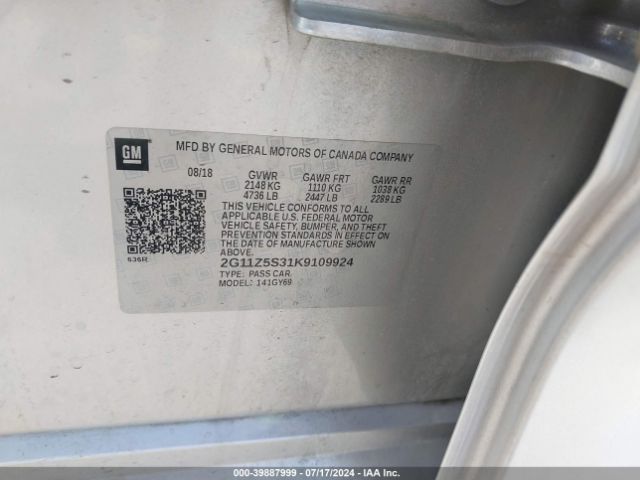 GM
MFD BY GENERAL MOTORS OF CANADA COMPANY
08/18 GVWR GAWR FRT GAWR RR
2148 KG 1110 KG 1038 KG
4736 LB 2447 LB 2289 LB
THIS VEHICLE CONFORMS TO ALL
APPLICABLE U.S. FEDERAL MOTOR
VEHICLE SAFETY, BUMPER, AND THEFT
PREVENTION STANDARDS IN EFFECT
ON THE DATE OF MANUFACTURE SHOWN
ABOVE.
636R 2G11Z5S31K9109924
TYPE: PASS CAR
MODEL: 141GY69
000-39887999 / 07/17/2024 / IAA Inc.